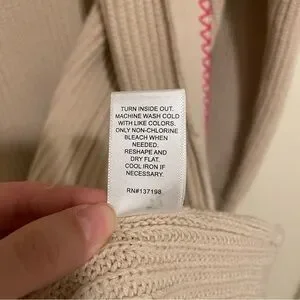 TURN INSIDE OUT.
MACHINE WASH COLD
WITH LIKE COLORS.
ONLY NON-CHLORINE
BLEACH WHEN
NEEDED.
RESHAPE AND
DRY FLAT.
COOL IRON IF
NECESSARY.
RN#137198